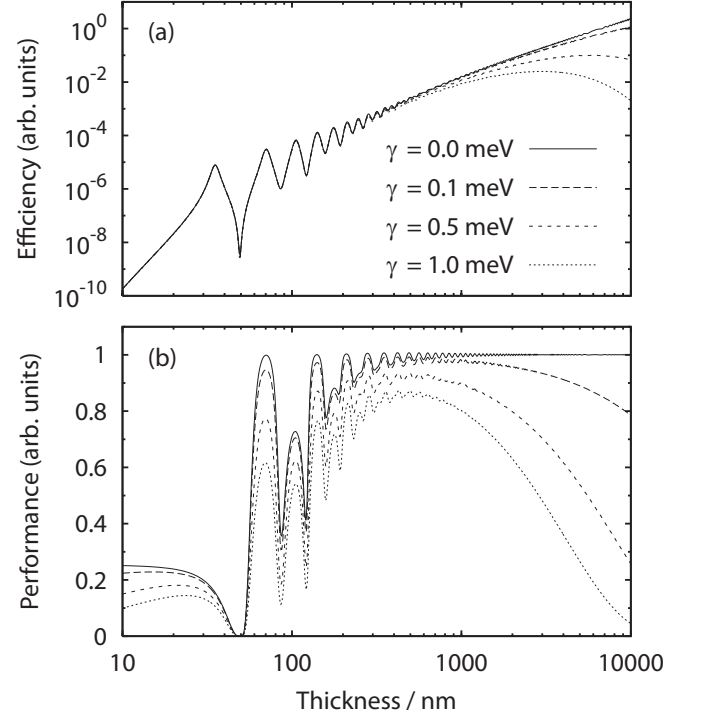 (a)
Efficiency (arb. units)
10⁰
10⁻²
10⁻⁴
10⁻⁶
10⁻⁸
10⁻¹⁰
γ = 0.0 meV
γ = 0.1 meV
γ = 0.5 meV
γ = 1.0 meV
(b)
Performance (arb. units)
1
0.8
0.6
0.4
0.2
0
10 100 1000 10000
Thickness / nm